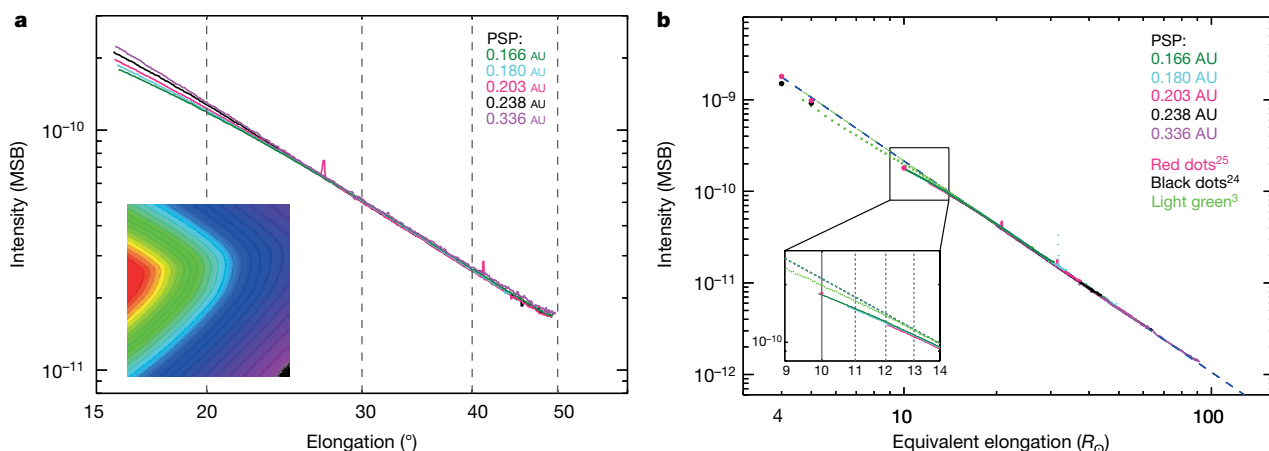 a
PSP:
0.166 AU
0.180 AU
0.203 AU
0.238 AU
0.336 AU
Intensity (MSB)
10⁻¹⁰
10⁻¹¹
15 20 30 40 50
Elongation (°)
b
PSP:
0.166 AU
0.180 AU
0.203 AU
0.238 AU
0.336 AU
Red dots²⁵
Black dots²⁴
Light green³
Intensity (MSB)
10⁻⁹
10⁻¹⁰
10⁻¹¹
10⁻¹²
10⁻¹⁰
9 10 11 12 13 14
4 10 100
Equivalent elongation (R☉)